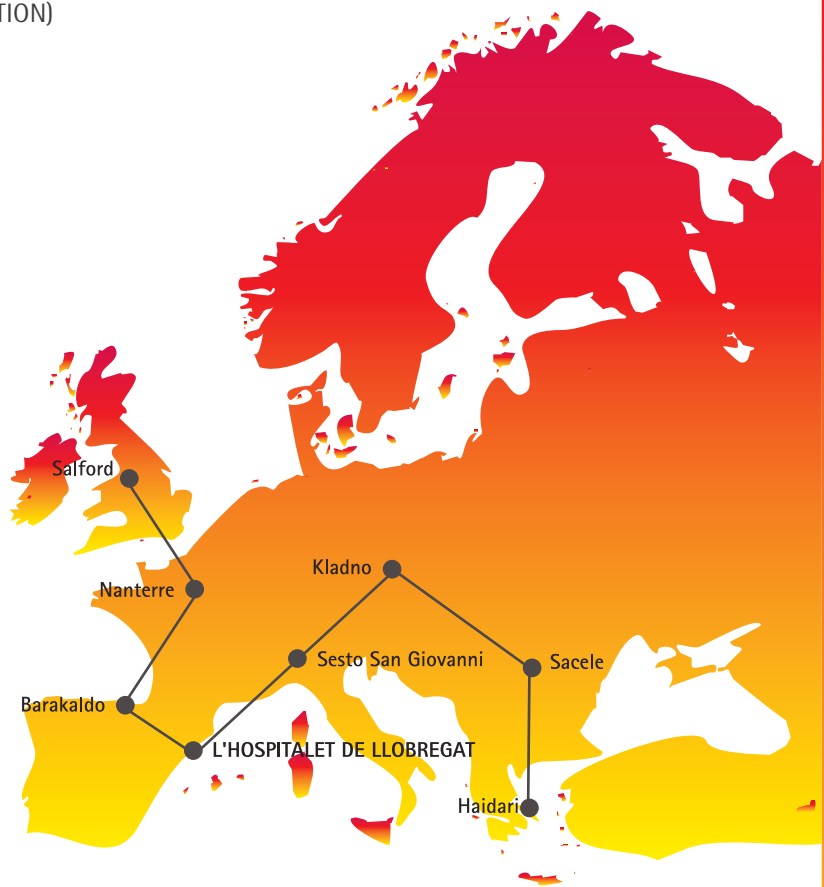 TION)
Salford
Kladno
Nanterre
Sesto San Giovanni
Sacele
Barakaldo
L'HOSPITALET DE LLOBREGAT
Haidari